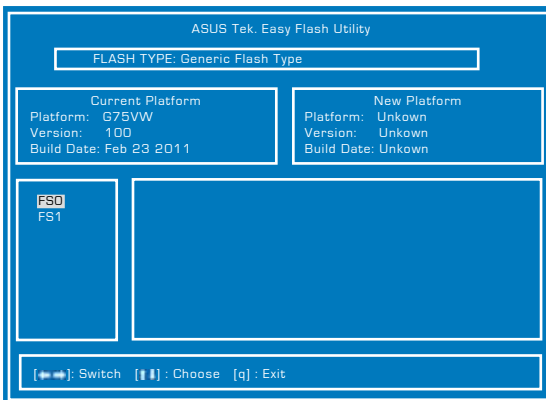 ASUS Tek. Easy Flash Utility
FLASH TYPE: Generic Flash Type
Current Platform
Platform: G75VW
Version: 100
Build Date: Feb 23 2011
New Platform
Platform: Unkown
Version: Unkown
Build Date: Unkown
FS0
FS1
[←→]: Switch [↑↓] : Choose [q] : Exit